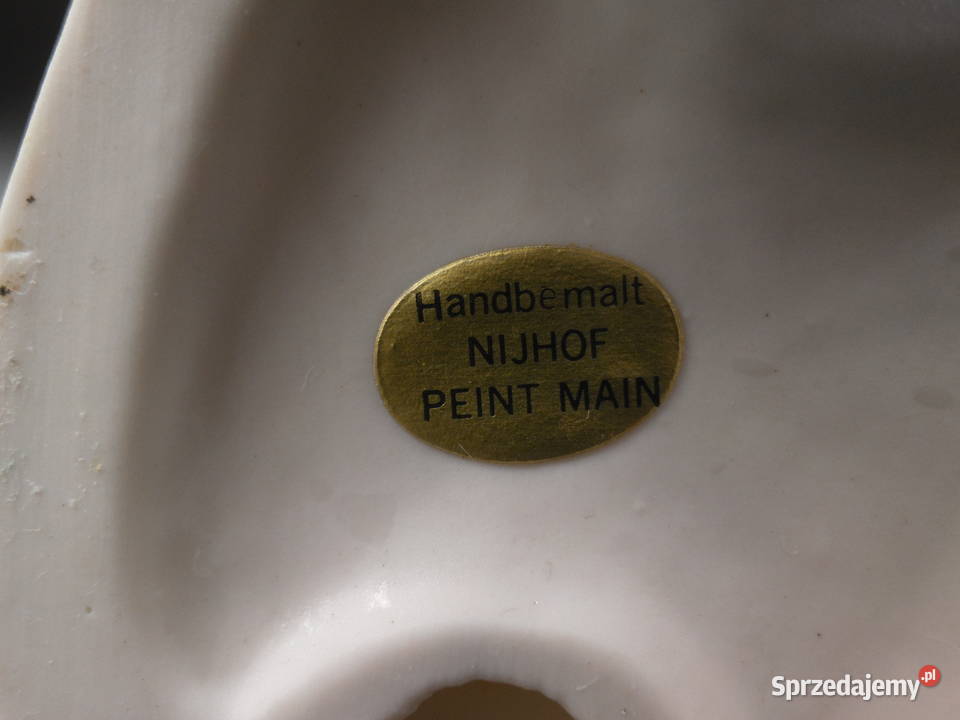 Handbemalt
NIJHOF
PEINT MAIN
Sprzedajemy.pl